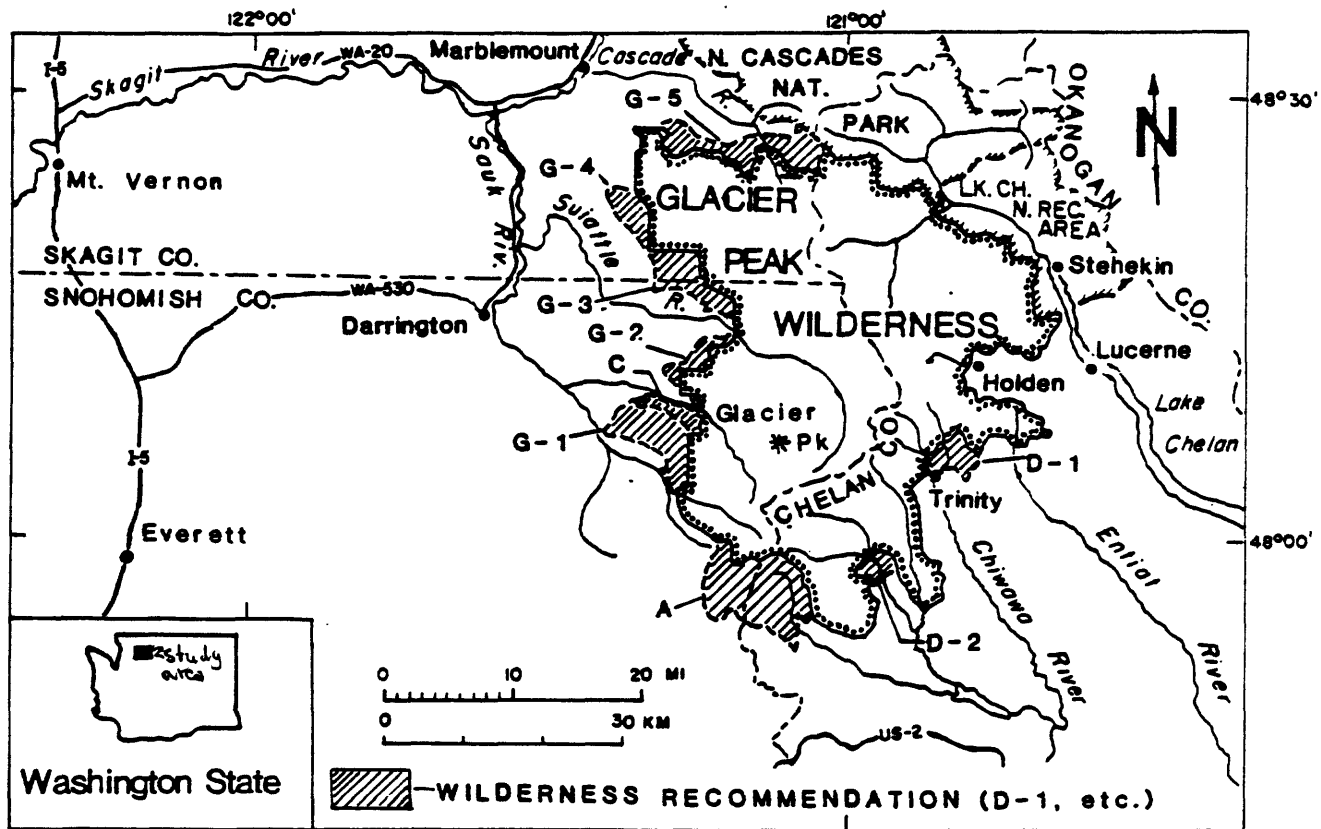 122°00'
121°00'
I-5
Skagit River
WA-20
Marblemount
Cascade R.
N. CASCADES
NAT.
PARK
OKANOGAN CO.
N
48°30'
G-5
Mt. Vernon
Sauk Riv.
G-4
Suiattle R.
GLACIER
PEAK
WILDERNESS
LK. CH.
N. REC.
AREA
SKAGIT CO.
SNOHOMISH CO.
Stehekin
WA-530
Darrington
G-3
G-2
C
Lucerne
Holden
Lake
Chelan
G-1
Glacier
Pk
CHELAN CO.
D-1
Trinity
I-5
Everett
Chiwawa River
Entiat River
48°00'
A
D-2
study
area
Washington State
0 10 20 MI
0 30 KM
US-2
WILDERNESS RECOMMENDATION (D-1, etc.)